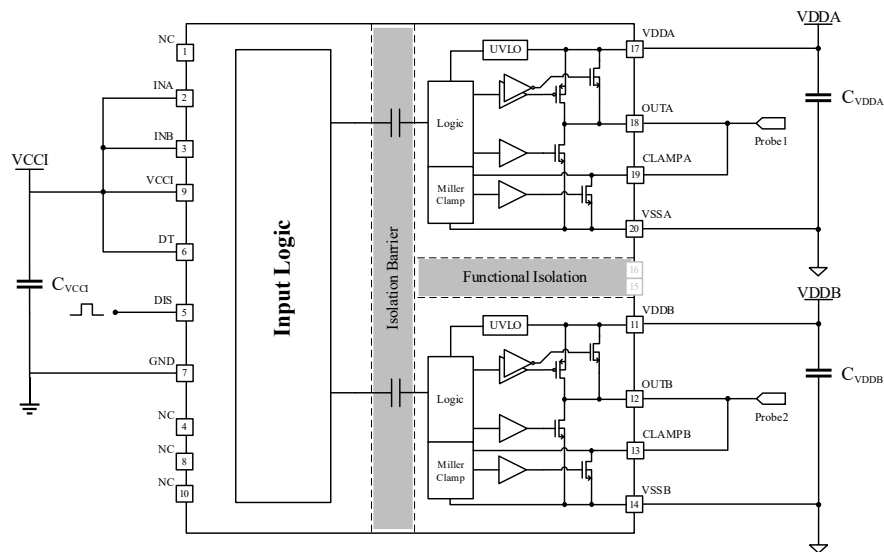 NC
1
INA
2
INB
3
VCCI
VCCI
9
DT
6
C_VCCI
DIS
5
GND
7
NC
4
NC
8
NC
10
Input Logic
Isolation Barrier
UVLO
Logic
Miller
Clamp
VDDA
17
OUTA
18
CLAMPA
19
VSSA
20
VDDA
C_VDDA
Probe1
Functional Isolation
16
15
UVLO
Logic
Miller
Clamp
VDDB
11
OUTB
12
CLAMPB
13
VSSB
14
VDDB
C_VDDB
Probe2